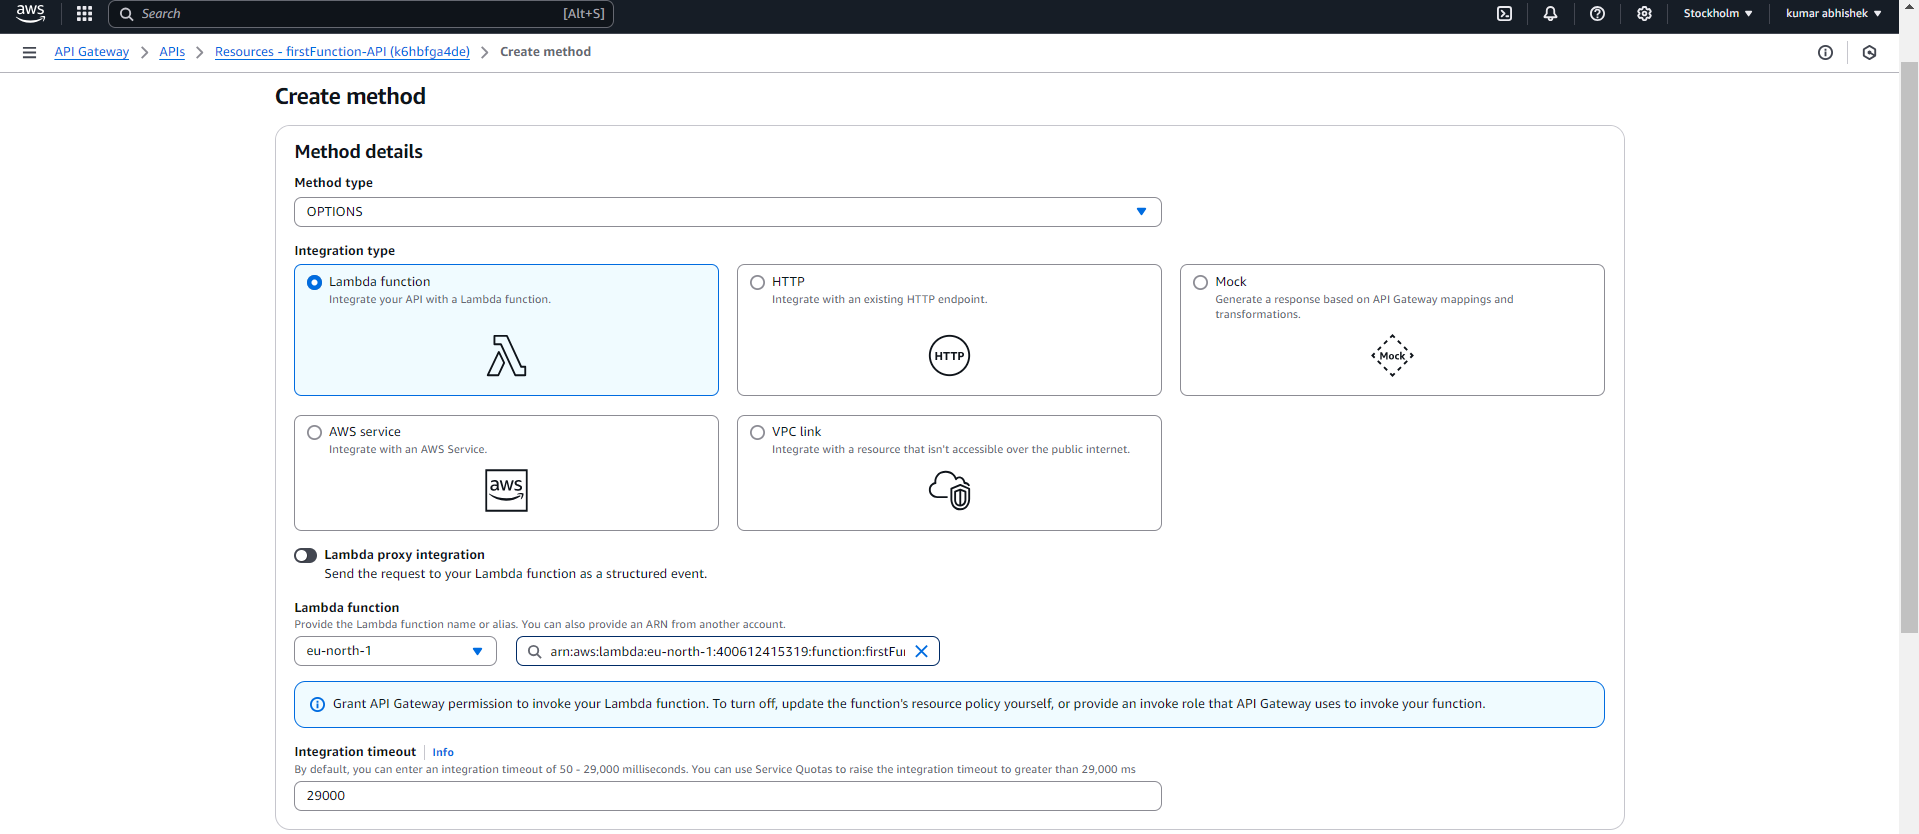 aws
Search
[Alt+S]
Stockholm
kumar abhishek
API Gateway
APIs
Resources - firstFunction-API (k6hbfga4de)
Create method
Create method
Method details
Method type
OPTIONS
Integration type
Lambda function
Integrate your API with a Lambda function.
HTTP
Integrate with an existing HTTP endpoint.
HTTP
Mock
Generate a response based on API Gateway mappings and
transformations.
Mock
AWS service
Integrate with an AWS Service.
aws
VPC link
Integrate with a resource that isn't accessible over the public internet.
Lambda proxy integration
Send the request to your Lambda function as a structured event.
Lambda function
Provide the Lambda function name or alias. You can also provide an ARN from another account.
eu-north-1
arn:aws:lambda:eu-north-1:400612415319:function:firstFu
Grant API Gateway permission to invoke your Lambda function. To turn off, update the function's resource policy yourself, or provide an invoke role that API Gateway uses to invoke your function.
Integration timeout
Info
By default, you can enter an integration timeout of 50 - 29,000 milliseconds. You can use Service Quotas to raise the integration timeout to greater than 29,000 ms
29000